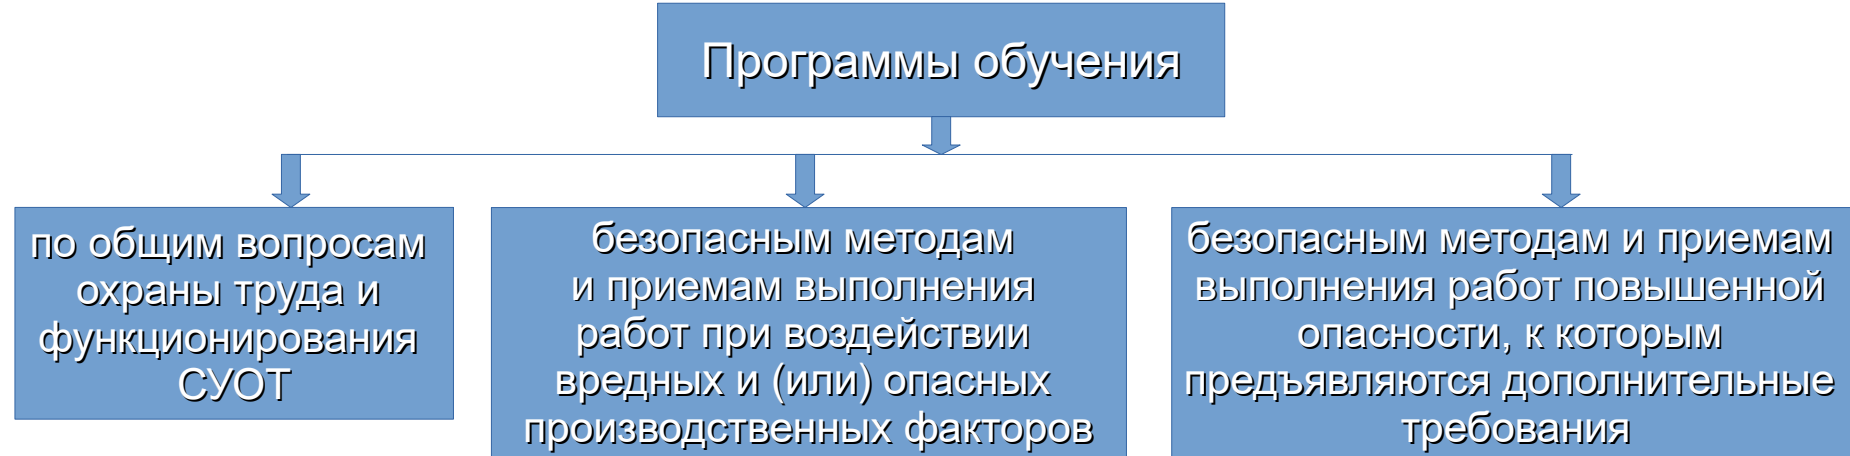 Программы обучения
по общим вопросам
охраны труда и
функционирования
СУОТ
безопасным методам
и приемам выполнения
работ при воздействии
вредных и (или) опасных
производственных факторов
безопасным методам и приемам
выполнения работ повышенной
опасности, к которым
предъявляются дополнительные
требования